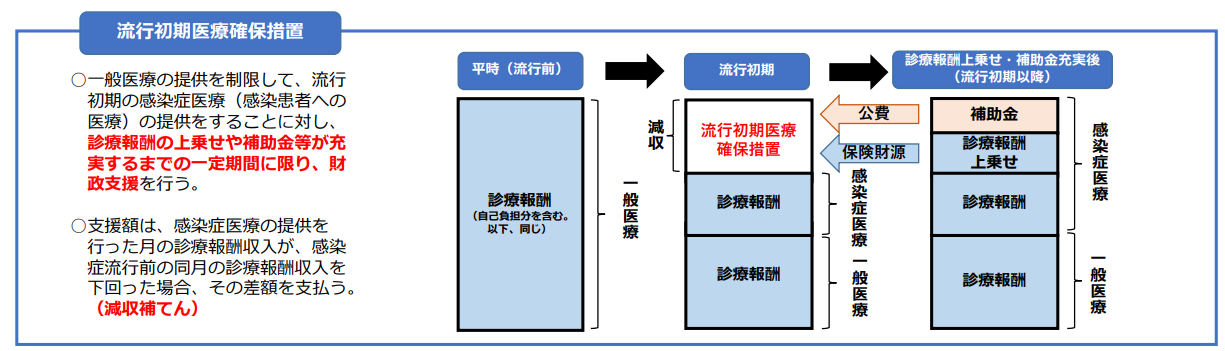 流行初期医療確保措置
○一般医療の提供を制限して、流行
初期の感染症医療（感染患者への
医療）の提供をすることに対し、
診療報酬の上乗せや補助金等が充
実するまでの一定期間に限り、財
政支援を行う。
○支援額は、感染症医療の提供を
行った月の診療報酬収入が、感染
症流行前の同月の診療報酬収入を
下回った場合、その差額を支払う。
（減収補てん）
平時（流行前）
診療報酬
（自己負担分を含む。
以下、同じ）
一般医療
流行初期
減収
流行初期医療
確保措置
診療報酬
感染症医療
診療報酬
一般医療
公費
保険財源
診療報酬上乗せ・補助金充実後
（流行初期以降）
補助金
診療報酬
上乗せ
診療報酬
感染症医療
診療報酬
一般医療